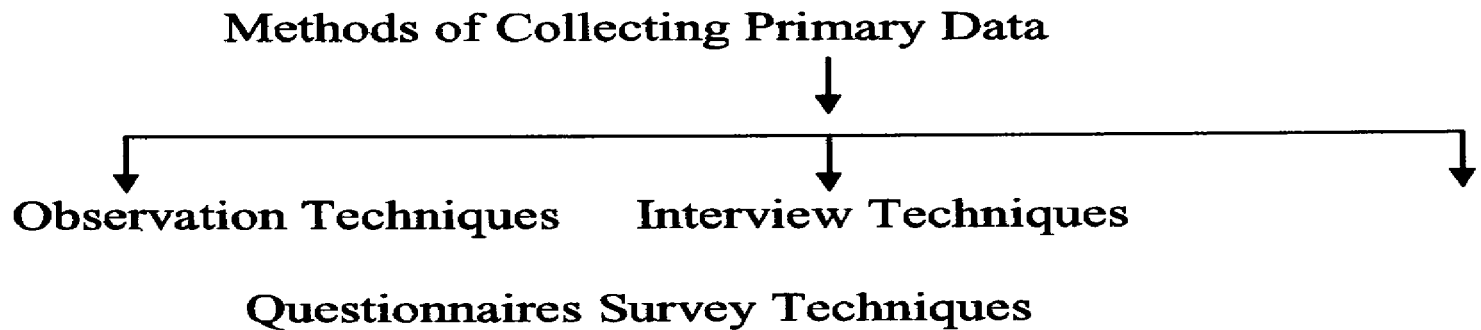 Methods of Collecting Primary Data
Observation Techniques Interview Techniques
Questionnaires Survey Techniques